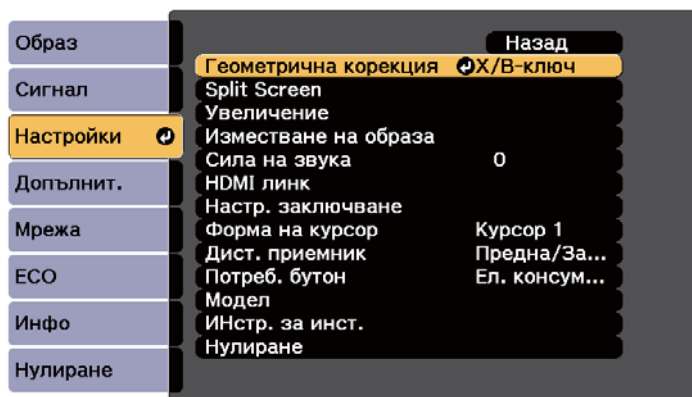 Образ
Сигнал
Настройки
Допълнит.
Мрежа
ECO
Инфо
Нулиране
Назад
Геометрична корекция Х/В-ключ
Split Screen
Увеличение
Изместване на образа
Сила на звука 0
HDMI линк
Настр. заключване
Форма на курсор Курсор 1
Дист. приемник Предна/За...
Потреб. бутон Ел. консум...
Модел
ИНстр. за инст.
Нулиране